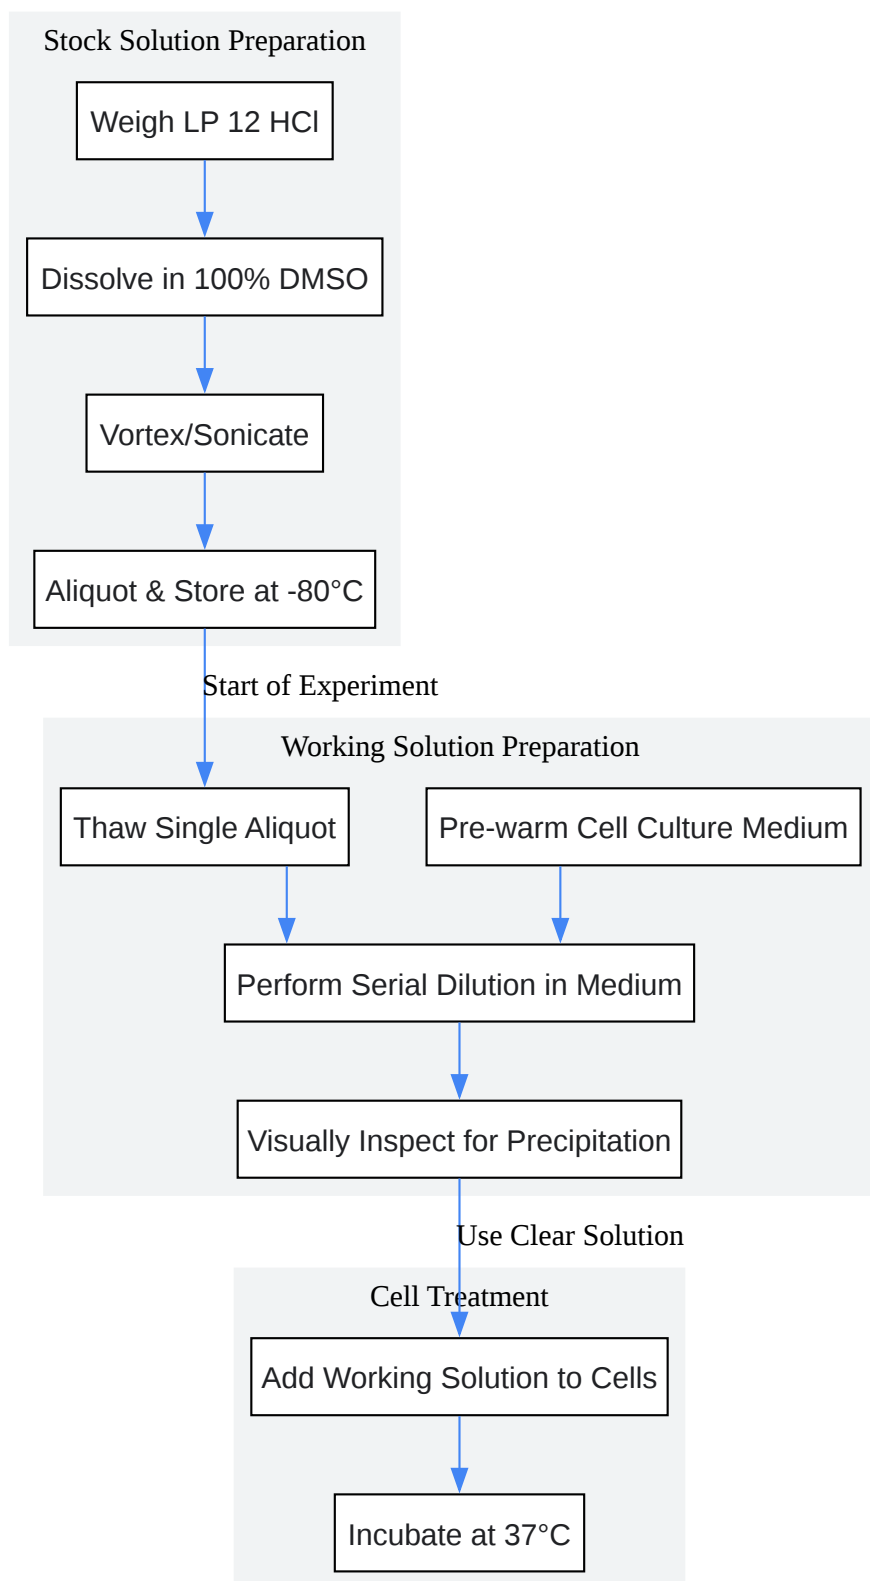 Stock Solution Preparation
Weigh LP 12 HCl
Dissolve in 100% DMSO
Vortex/Sonicate
Aliquot & Store at -80°C
Start of Experiment
Working Solution Preparation
Thaw Single Aliquot
Pre-warm Cell Culture Medium
Perform Serial Dilution in Medium
Visually Inspect for Precipitation
Use Clear Solution
Cell Treatment
Add Working Solution to Cells
Incubate at 37°C